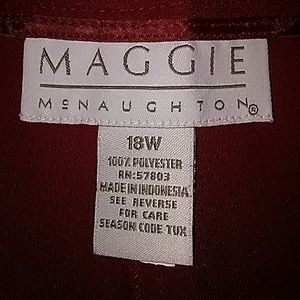 MAGGIE
McNAUGHTON®
18W
100% POLYESTER
RN:57803
MADE IN INDONESIA
SEE REVERSE
FOR CARE
SEASON CODE TUX